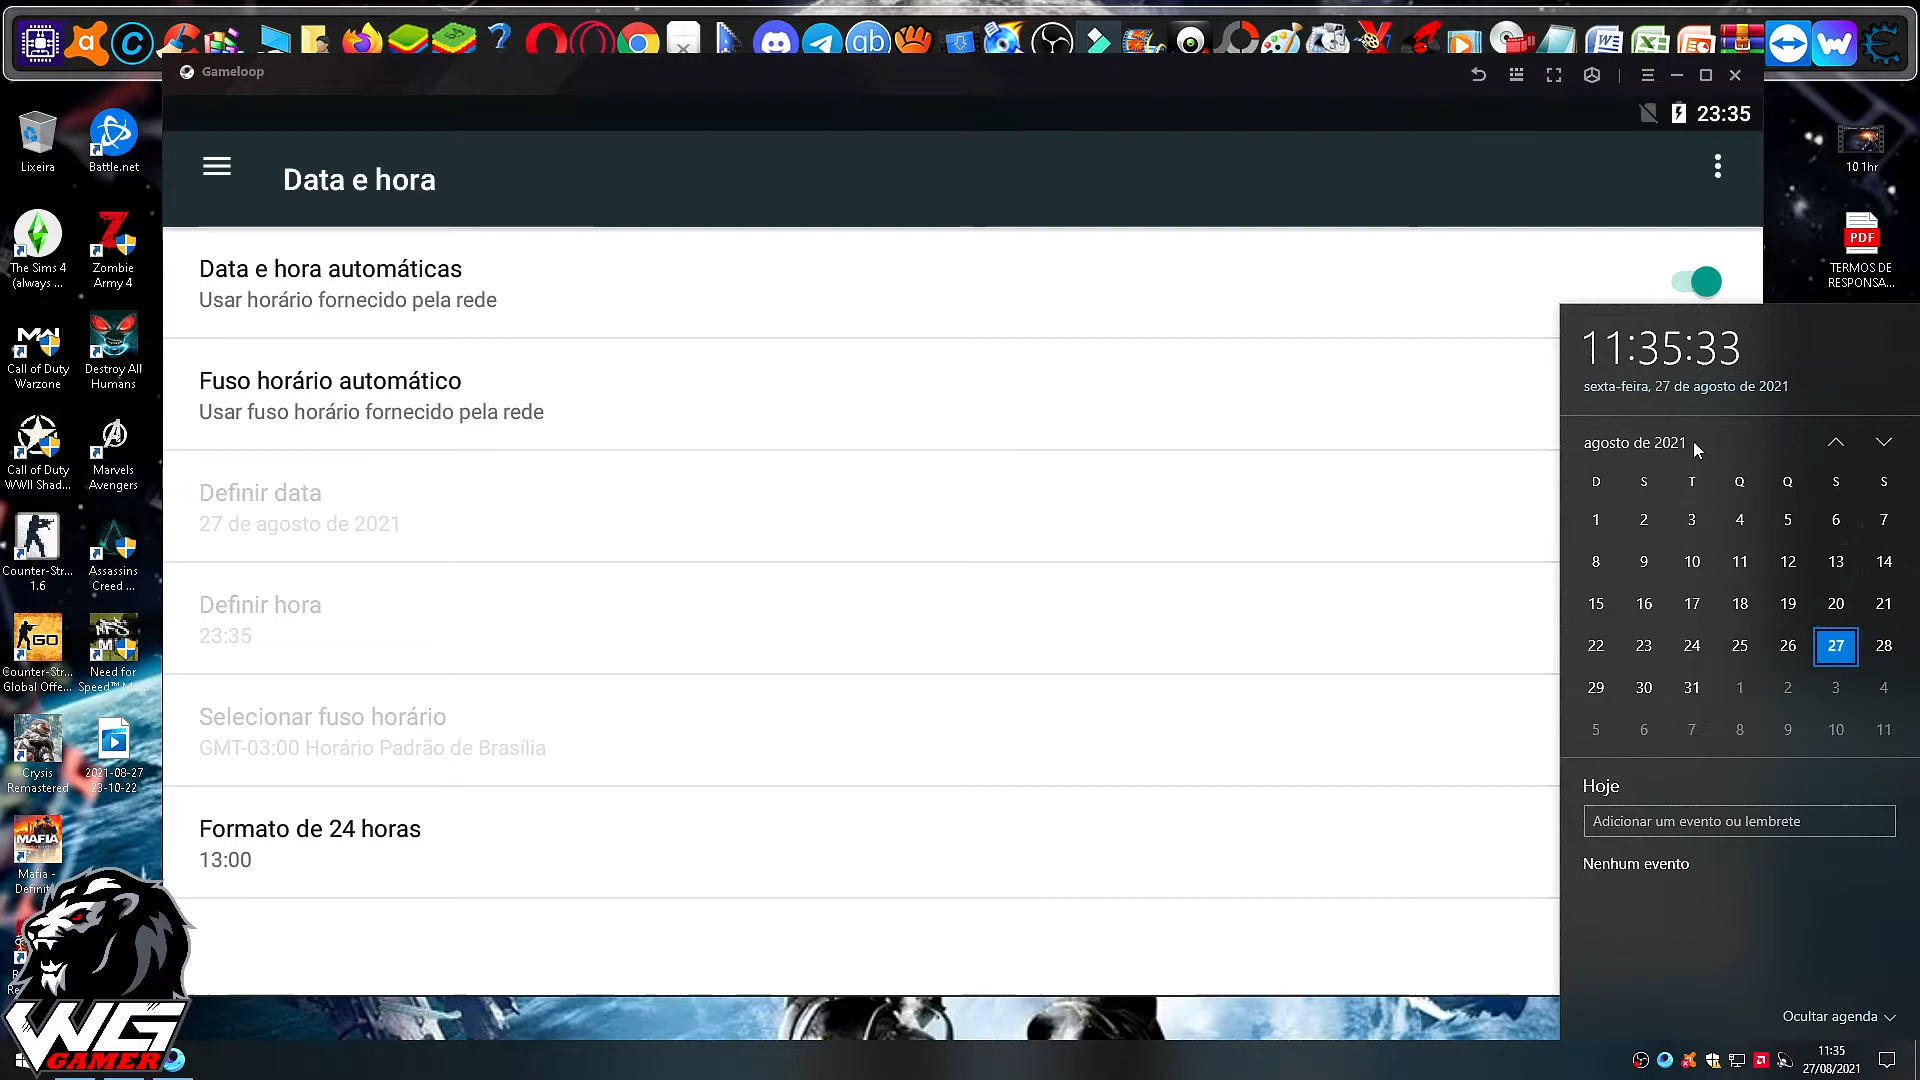 Gameloop
23:35
Data e hora
Data e hora automáticas
Usar horário fornecido pela rede
Fuso horário automático
Usar fuso horário fornecido pela rede
Definir data
27 de agosto de 2021
Definir hora
23:35
Selecionar fuso horário
GMT-03:00 Horário Padrão de Brasília
Formato de 24 horas
13:00
Lixeira
Battle.net
The Sims 4
(always ...
Zombie
Army 4
Call of Duty
Warzone
Destroy All
Humans
Call of Duty
WWII Shad...
Marvels
Avengers
Counter-Str...
1.6
Assassins
Creed ...
Counter-Str...
Global Offe...
Need for
Speed™ Mo...
Crysis
Remastered
2021-08-27
23-10-22
MAFIA
Mafia -
Definit
WG
GAMER
10 1hr
PDF
TERMOS DE
RESPONSA...
11:35:33
sexta-feira, 27 de agosto de 2021
agosto de 2021
D S T Q Q S S
1 2 3 4 5 6 7
8 9 10 11 12 13 14
15 16 17 18 19 20 21
22 23 24 25 26 27 28
29 30 31 1 2 3 4
5 6 7 8 9 10 11
Hoje
Adicionar um evento ou lembrete
Nenhum evento
Ocultar agenda
11:35
27/08/2021